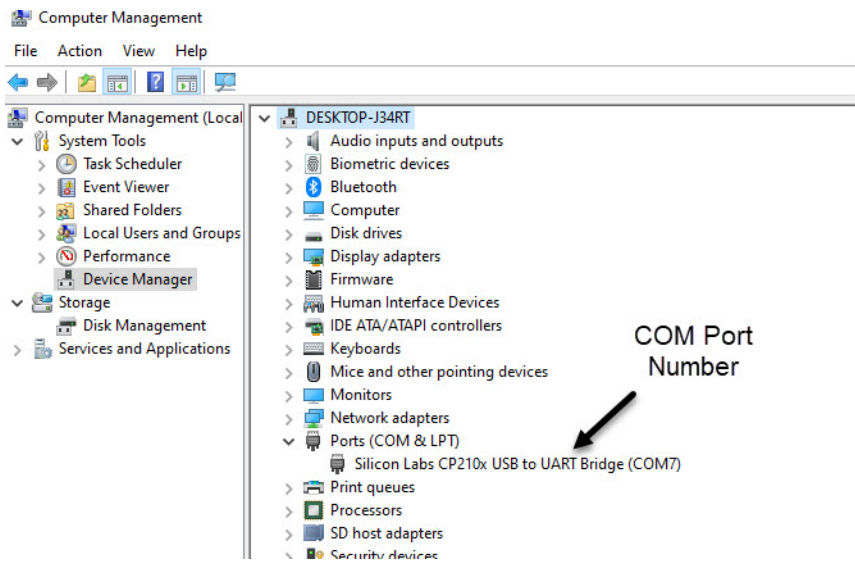 Computer Management
File Action View Help
Computer Management (Local
System Tools
Task Scheduler
Event Viewer
Shared Folders
Local Users and Groups
Performance
Device Manager
Storage
Disk Management
Services and Applications
DESKTOP-J34RT
Audio inputs and outputs
Biometric devices
Bluetooth
Computer
Disk drives
Display adapters
Firmware
Human Interface Devices
IDE ATA/ATAPI controllers
Keyboards
Mice and other pointing devices
Monitors
Network adapters
Ports (COM & LPT)
Silicon Labs CP210x USB to UART Bridge (COM7)
Print queues
Processors
SD host adapters
Security devices
COM Port
Number